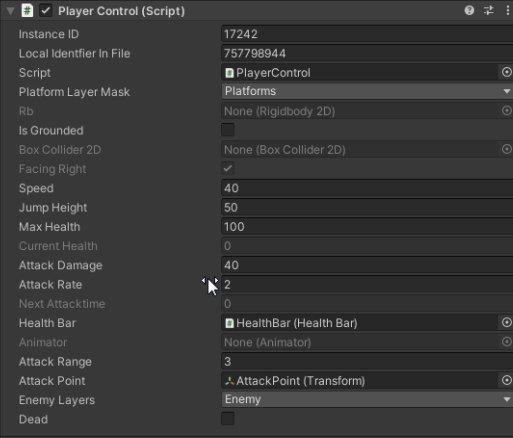 Player Control (Script)
Instance ID 17242
Local Identfier In File 757798944
Script PlayerControl
Platform Layer Mask Platforms
Rb None (Rigidbody 2D)
Is Grounded
Box Collider 2D None (Box Collider 2D)
Facing Right
Speed 40
Jump Height 50
Max Health 100
Current Health 0
Attack Damage 40
Attack Rate 2
Next Attacktime 0
Health Bar HealthBar (Health Bar)
Animator None (Animator)
Attack Range 3
Attack Point AttackPoint (Transform)
Enemy Layers Enemy
Dead